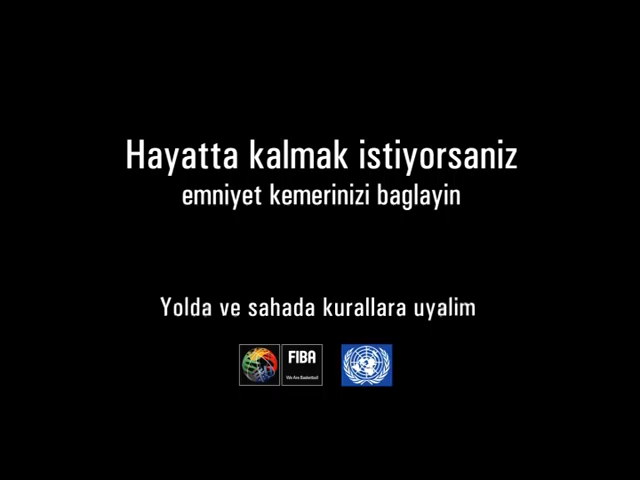 Hayatta kalmak istiyorsaniz
emniyet kemerinizi baglayin
Yolda ve sahada kurallara uyalim
FIBA
We Are Basketball